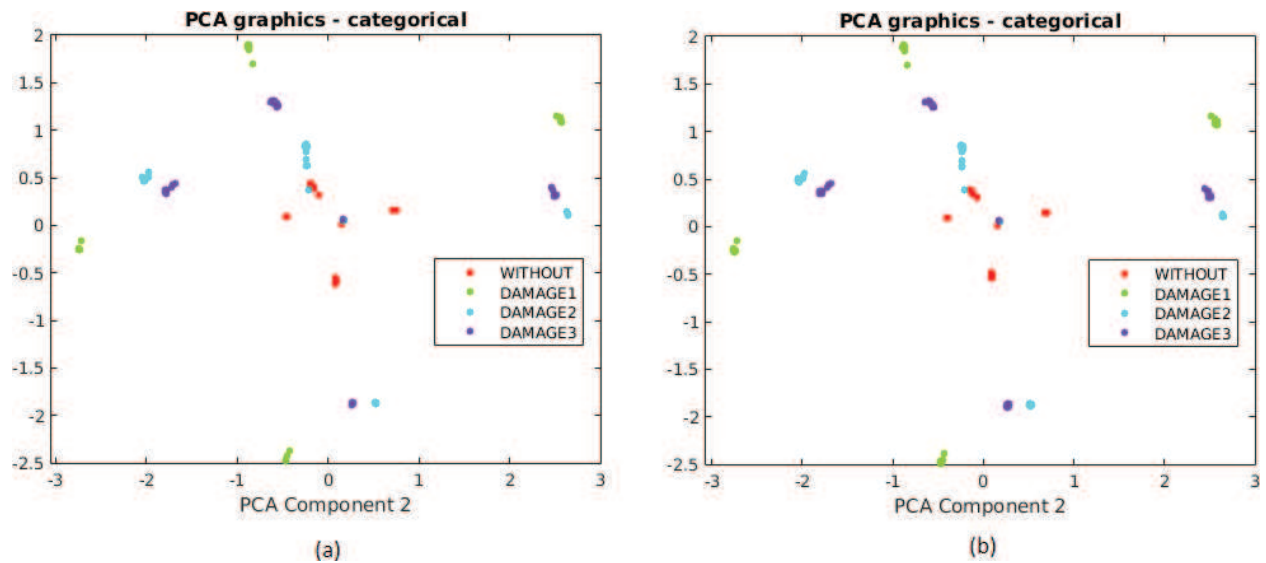 PCA graphics - categorical
2
1.5
1
0.5
0
-0.5
-1
-1.5
-2
-2.5
-3
-2
-1
0
1
2
3
WITHOUT
DAMAGE1
DAMAGE2
DAMAGE3
PCA Component 2
(a)
PCA graphics - categorical
2
1.5
1
0.5
0
-0.5
-1
-1.5
-2
-2.5
-3
-2
-1
0
1
2
3
WITHOUT
DAMAGE1
DAMAGE2
DAMAGE3
PCA Component 2
(b)